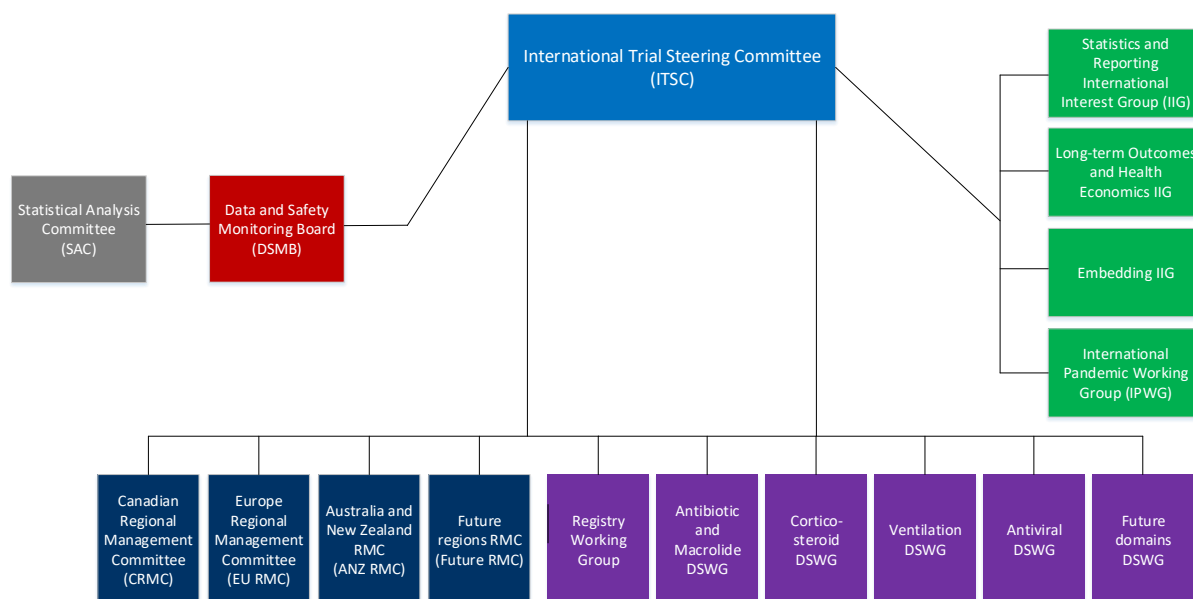 International Trial Steering Committee
(ITSC)
Statistics and
Reporting
International
Interest Group (IIG)
Long-term Outcomes
and Health
Economics IIG
Embedding IIG
International
Pandemic Working
Group (IPWG)
Statistical Analysis
Committee
(SAC)
Data and Safety
Monitoring Board
(DSMB)
Canadian
Regional
Management
Committee
(CRMC)
Europe
Regional
Management
Committee
(EU RMC)
Australia and
New Zealand
RMC
(ANZ RMC)
Future
regions RMC
(Future RMC)
Registry
Working
Group
Antibiotic
and
Macrolide
DSWG
Cortico-
steroid
DSWG
Ventilation
DSWG
Antiviral
DSWG
Future
domains
DSWG